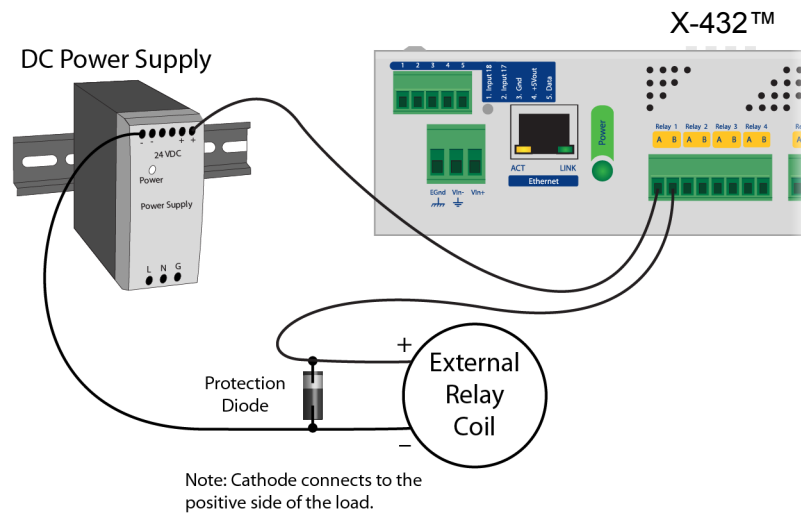 X-432™
DC Power Supply
1 2 3 4 5
1. Input 18
2. Input 17
3. Gnd
4. +5Vout
5. Data
Power
Relay 1 Relay 2 Relay 3 Relay 4
A B A B A B A B
A
- - + +
24 VDC
Power
Power Supply
L N G
ACT LINK
Ethernet
EGnd Vin- VIn+
+
External
Relay
Coil
–
Protection
Diode
Note: Cathode connects to the
positive side of the load.